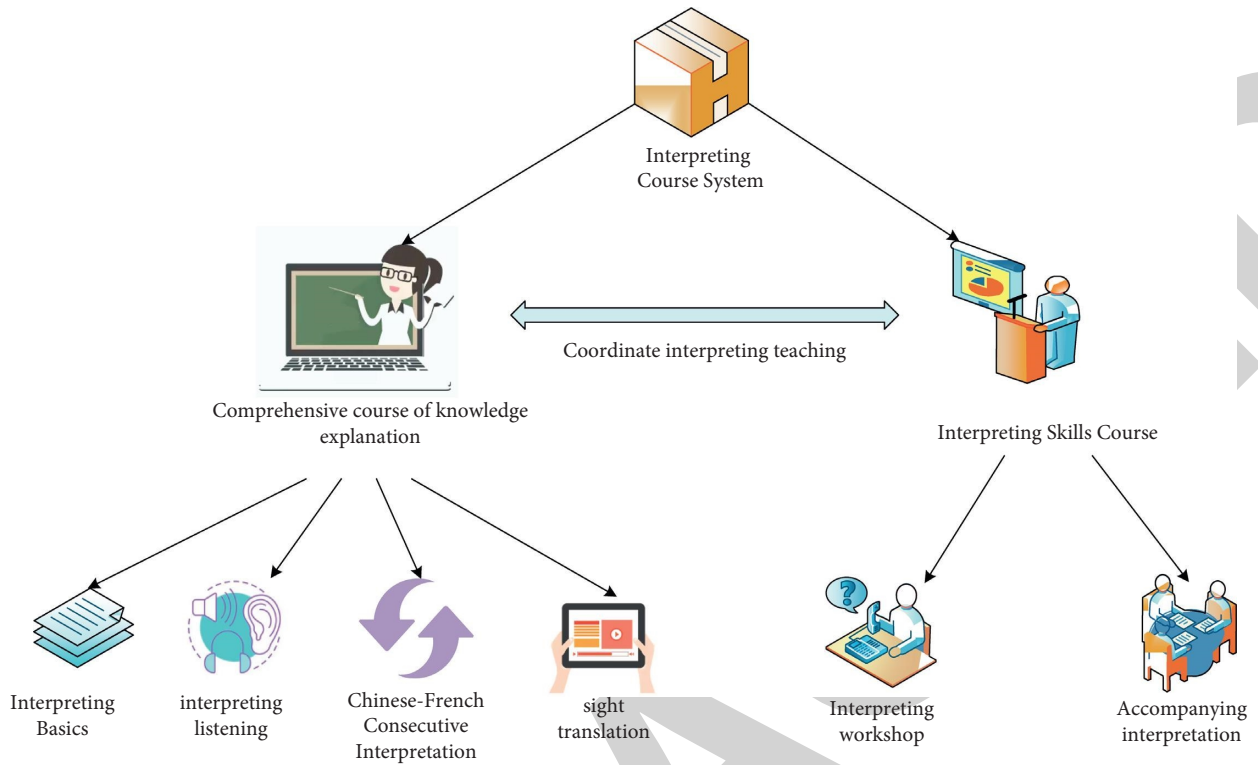 Interpreting
Course System
Coordinate interpreting teaching
Comprehensive course of knowledge
explanation
Interpreting Skills Course
Interpreting
Basics
interpreting
listening
Chinese-French
Consecutive
Interpretation
sight
translation
Interpreting
workshop
Accompanying
interpretation